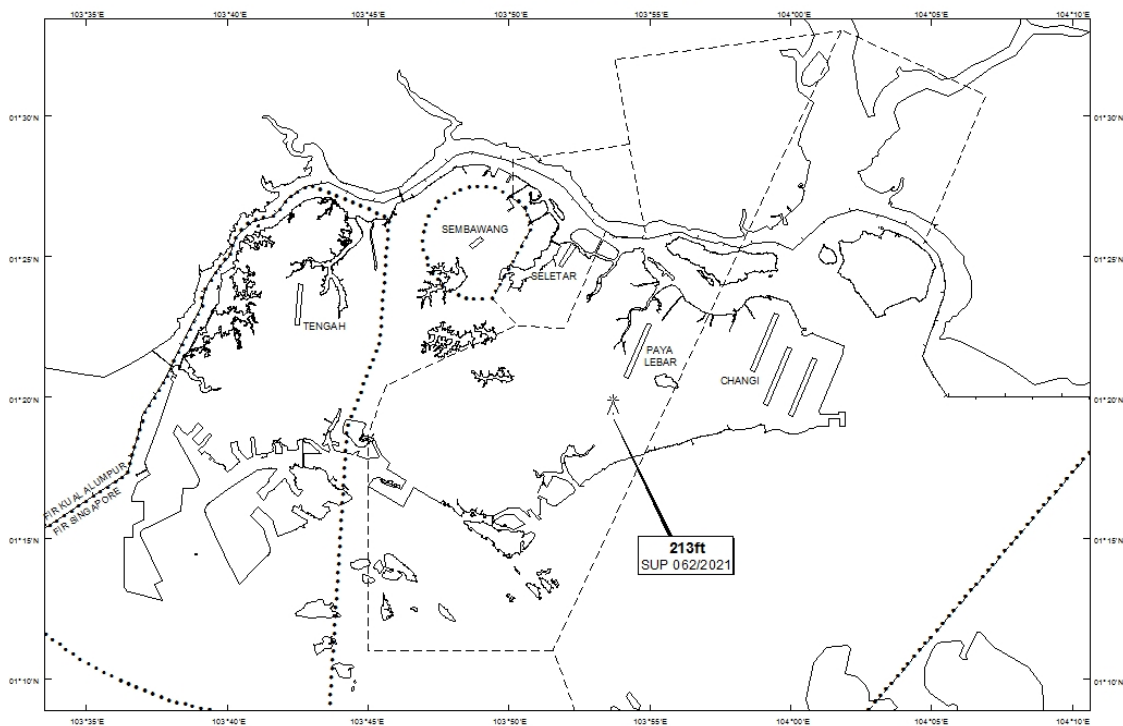 103°35'E 103°40'E 103°45'E 103°50'E 103°55'E 104°00'E 104°05'E 104°10'E
01°30'N 01°30'N
SEMBAWANG
01°25'N 01°25'N
SELETAR
TENGAH
PAYA
LEBAR
CHANGI
01°20'N 01°20'N
FIR KUALALUMPUR
FIR SINGAPORE
01°15'N 01°15'N
213ft
SUP 062/2021
01°10'N 01°10'N
103°35'E 103°40'E 103°45'E 103°50'E 103°55'E 104°00'E 104°05'E 104°10'E